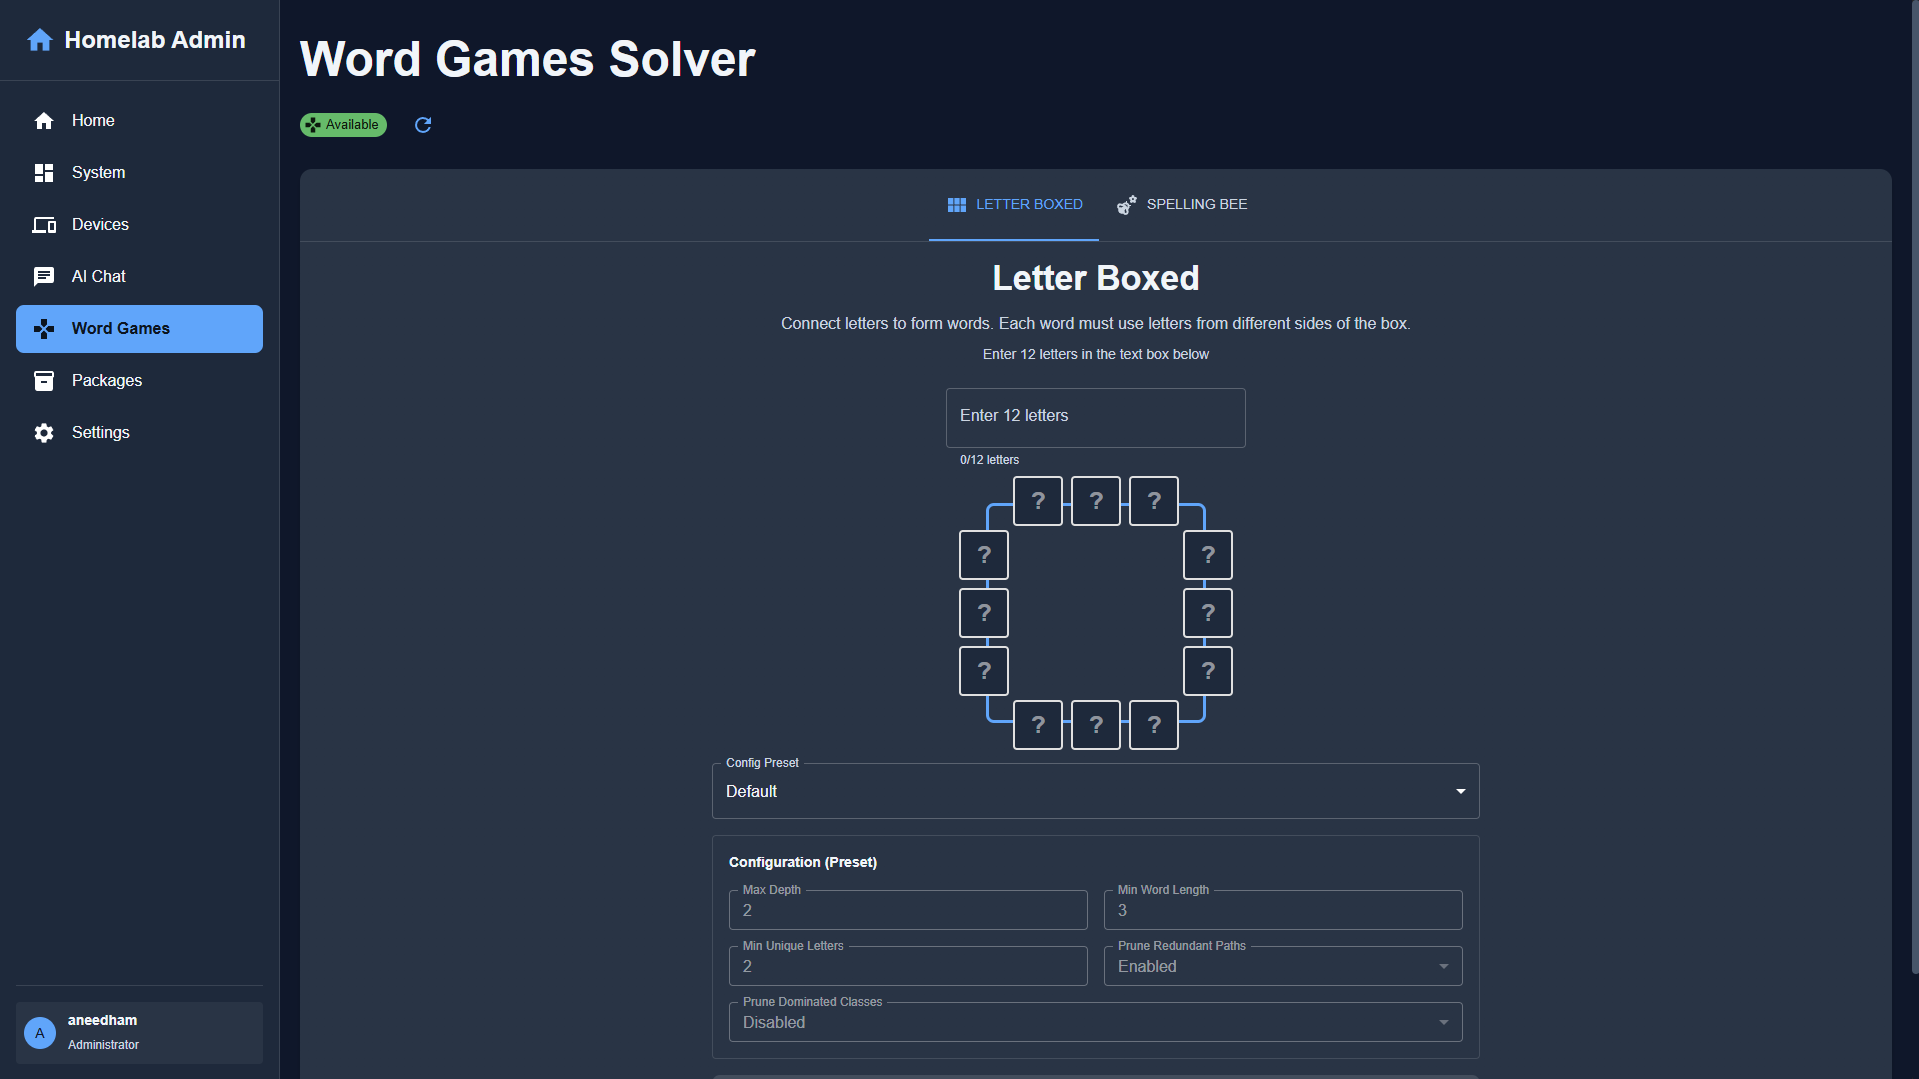 Homelab Admin
Home
System
Devices
AI Chat
Word Games
Packages
Settings
aneedham
A
Administrator
Word Games Solver
Available
LETTER BOXED
SPELLING BEE
Letter Boxed
Connect letters to form words. Each word must use letters from different sides of the box.
Enter 12 letters in the text box below
Enter 12 letters
0/12 letters
? ? ?
? ?
? ?
? ?
? ? ?
Config Preset
Default
Configuration (Preset)
Max Depth
2
Min Word Length
3
Min Unique Letters
2
Prune Redundant Paths
Enabled
Prune Dominated Classes
Disabled